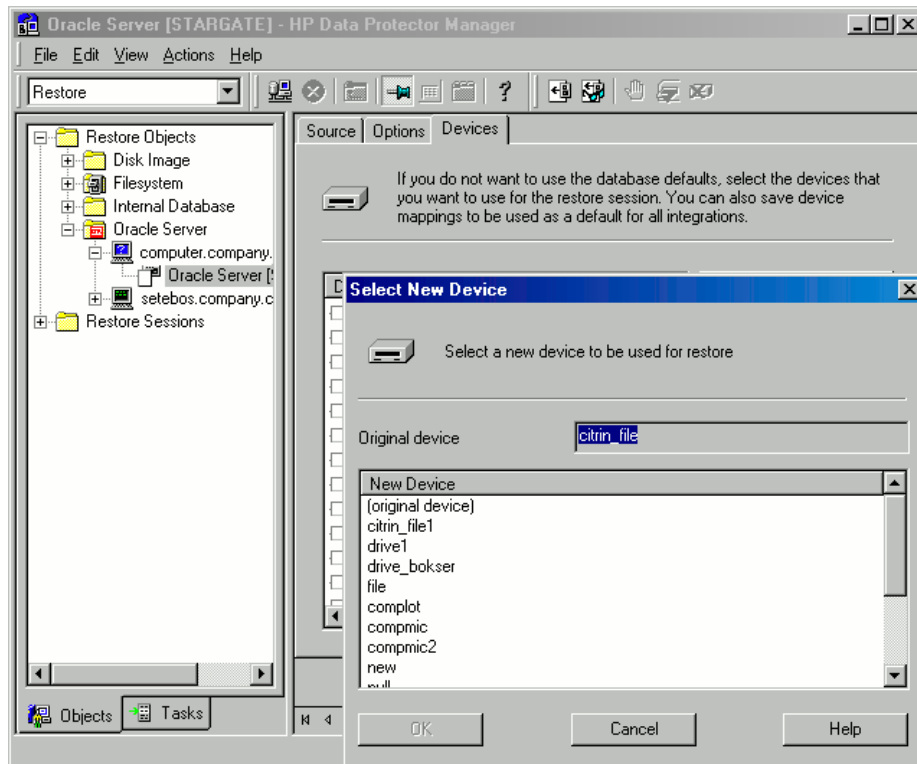 Oracle Server [STARGATE] - HP Data Protector Manager
File Edit View Actions Help
Restore
Restore Objects
Disk Image
Filesystem
Internal Database
Oracle Server
computer.company.
Oracle Server [
setebos.company.c
Restore Sessions
Objects
Tasks
Source
Options
Devices
If you do not want to use the database defaults, select the devices that
you want to use for the restore session. You can also save device
mappings to be used as a default for all integrations.
Select New Device
Select a new device to be used for restore
Original device
citrin_file
New Device
(original device)
citrin_file1
drive1
drive_bokser
file
complot
compmic
compmic2
new
null
OK
Cancel
Help